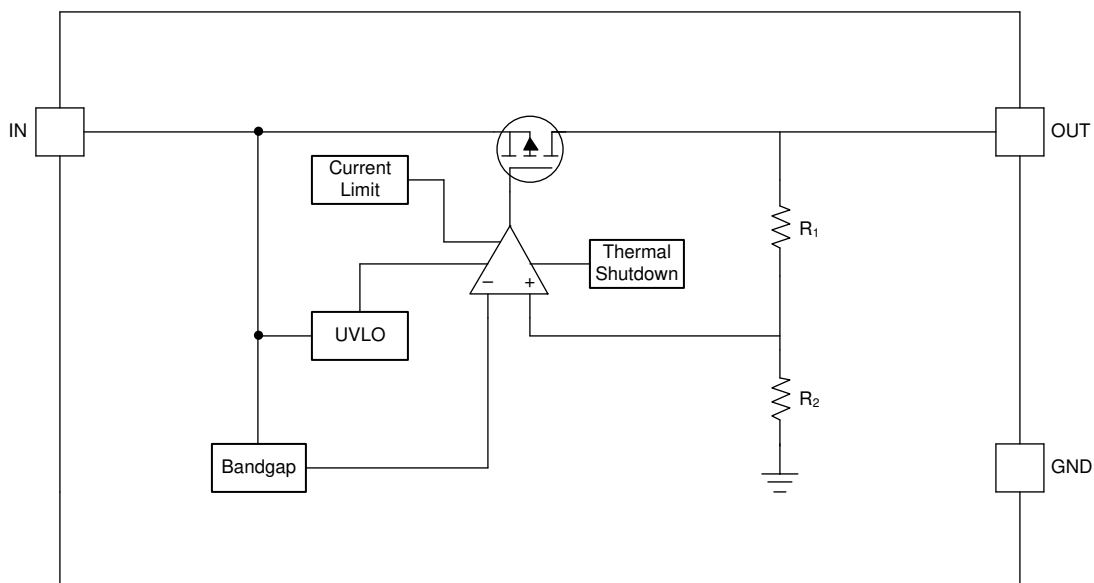 IN
OUT
Current
Limit
R₁
Thermal
Shutdown
− +
UVLO
R₂
Bandgap
GND